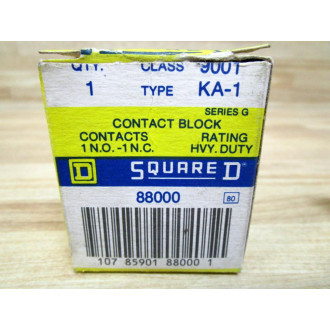 QTY. CLASS 9001
1 TYPE KA-1
SERIES G
CONTACT BLOCK
CONTACTS RATING
1 N.O. -1 N.C. HVY. DUTY
D SQUARE D
88000 80
107 85901 88000 1